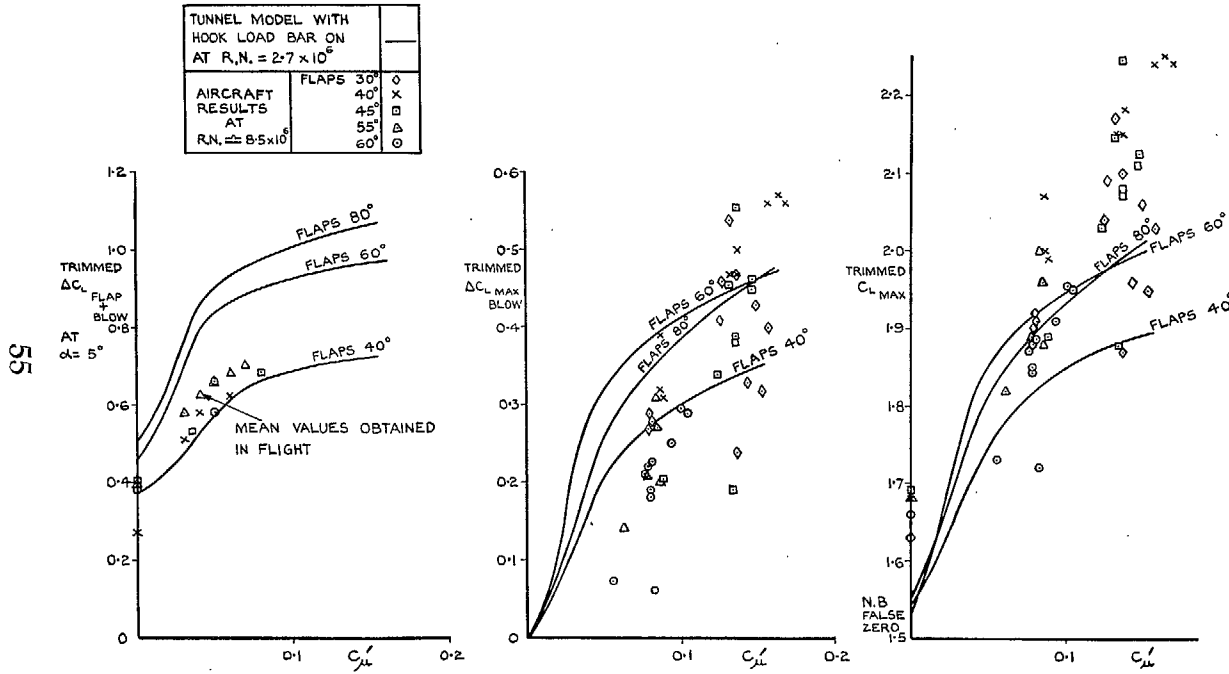 TUNNEL MODEL WITH
HOOK LOAD BAR ON
AT R.N. = 2·7 × 10⁶
AIRCRAFT
RESULTS
AT
R.N. ≏ 8·5×10⁶
FLAPS 30°
40°
45°
55°
60°
1·2
1·0
0·8
0·6
0·4
0·2
0
TRIMMED
ΔC_L FLAP
+
BLOW
AT
α= 5°
FLAPS 80°
FLAPS 60°
FLAPS 40°
MEAN VALUES OBTAINED
IN FLIGHT
0·1
Cμ′
0·2
0·6
0·5
0·4
0·3
0·2
0·1
0
TRIMMED
ΔC_L MAX
BLOW
FLAPS 60°
FLAPS 80°
FLAPS 40°
0·1
Cμ′
0·2
2·2
2·1
2·0
1·9
1·8
1·7
1·6
1·5
TRIMMED
C_L MAX
FLAPS 80°
FLAPS 60°
FLAPS 40°
N.B
FALSE
ZERO
0·1
Cμ′
55